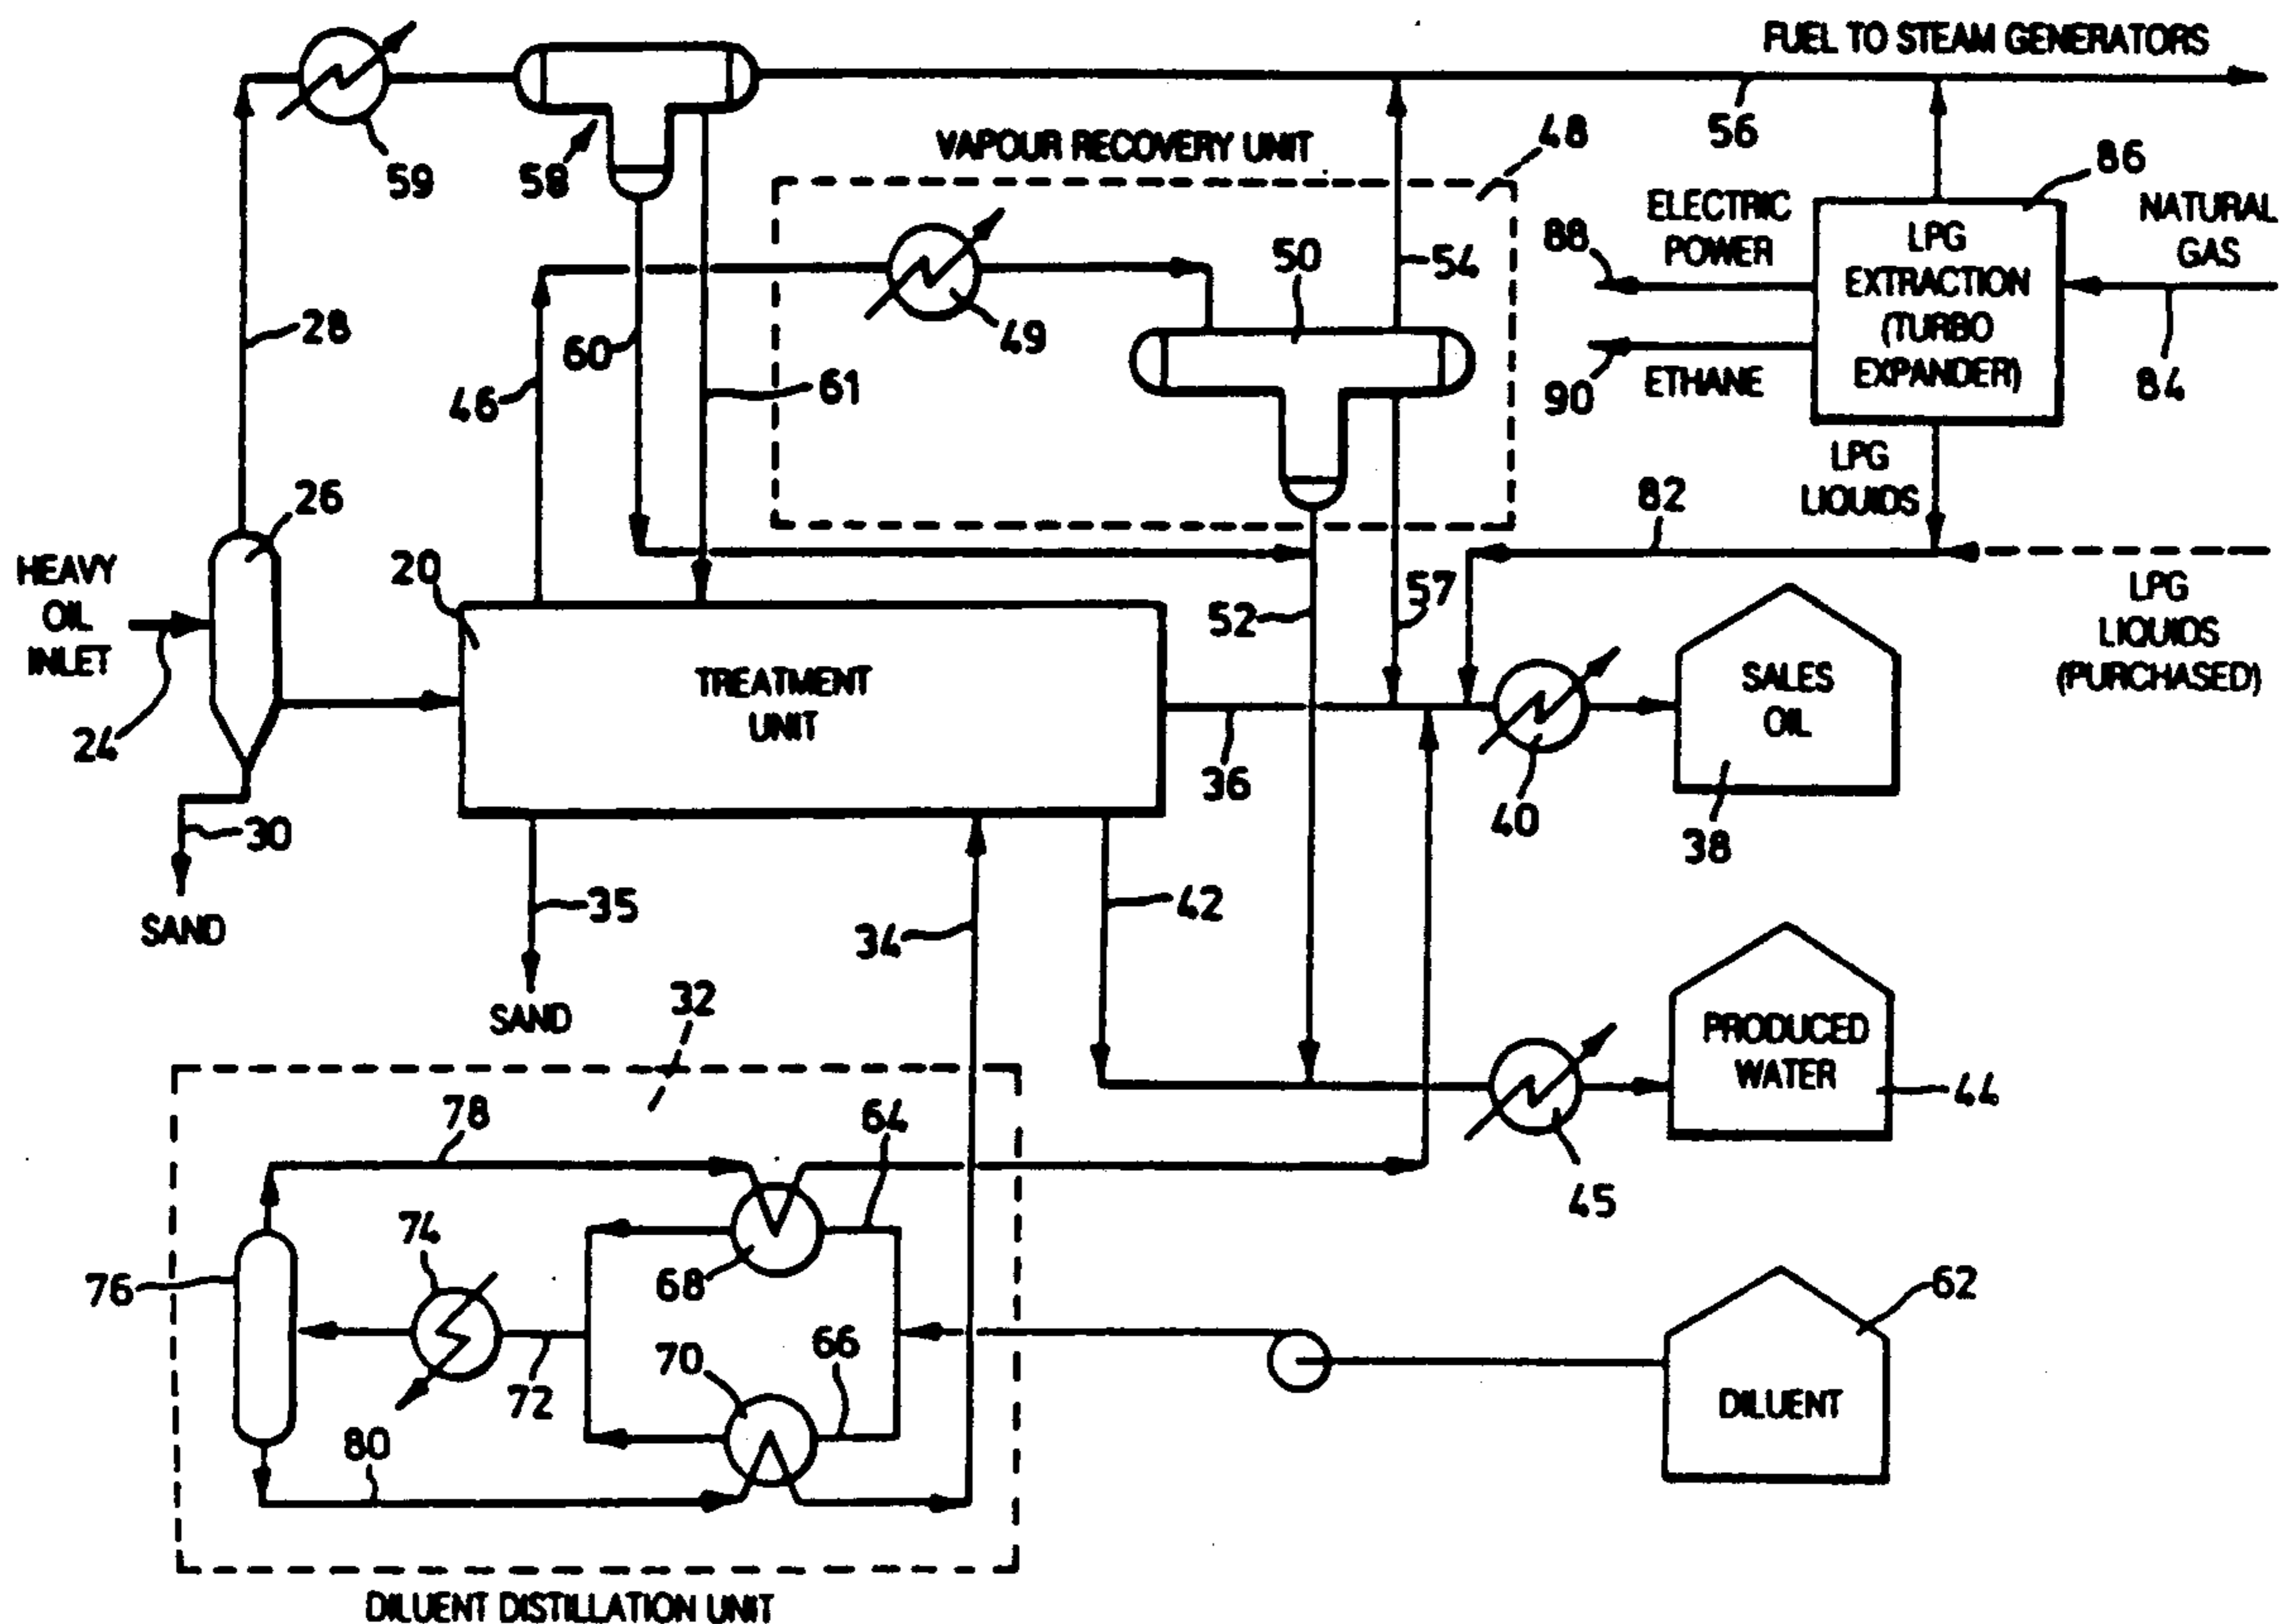 FUEL TO STEAM GENERATORS
56
59
58
VAPOUR RECOVERY UNIT
48
86
ELECTRIC
POWER
88
LPG
EXTRACTION
(TURBO
EXPANDER)
NATURAL
GAS
84
90
ETHANE
28
46
60
61
49
50
54
LPG
LIQUIDS
82
LPG
LIQUIDS
(PURCHASED)
HEAVY
OIL
INLET
24
26
20
TREATMENT
UNIT
52
57
36
40
SALES
OIL
38
30
SAND
35
SAND
34
42
32
PRODUCED
WATER
44
45
78
64
74
76
68
70
66
72
80
62
DILUENT
DILUENT DISTILLATION UNIT